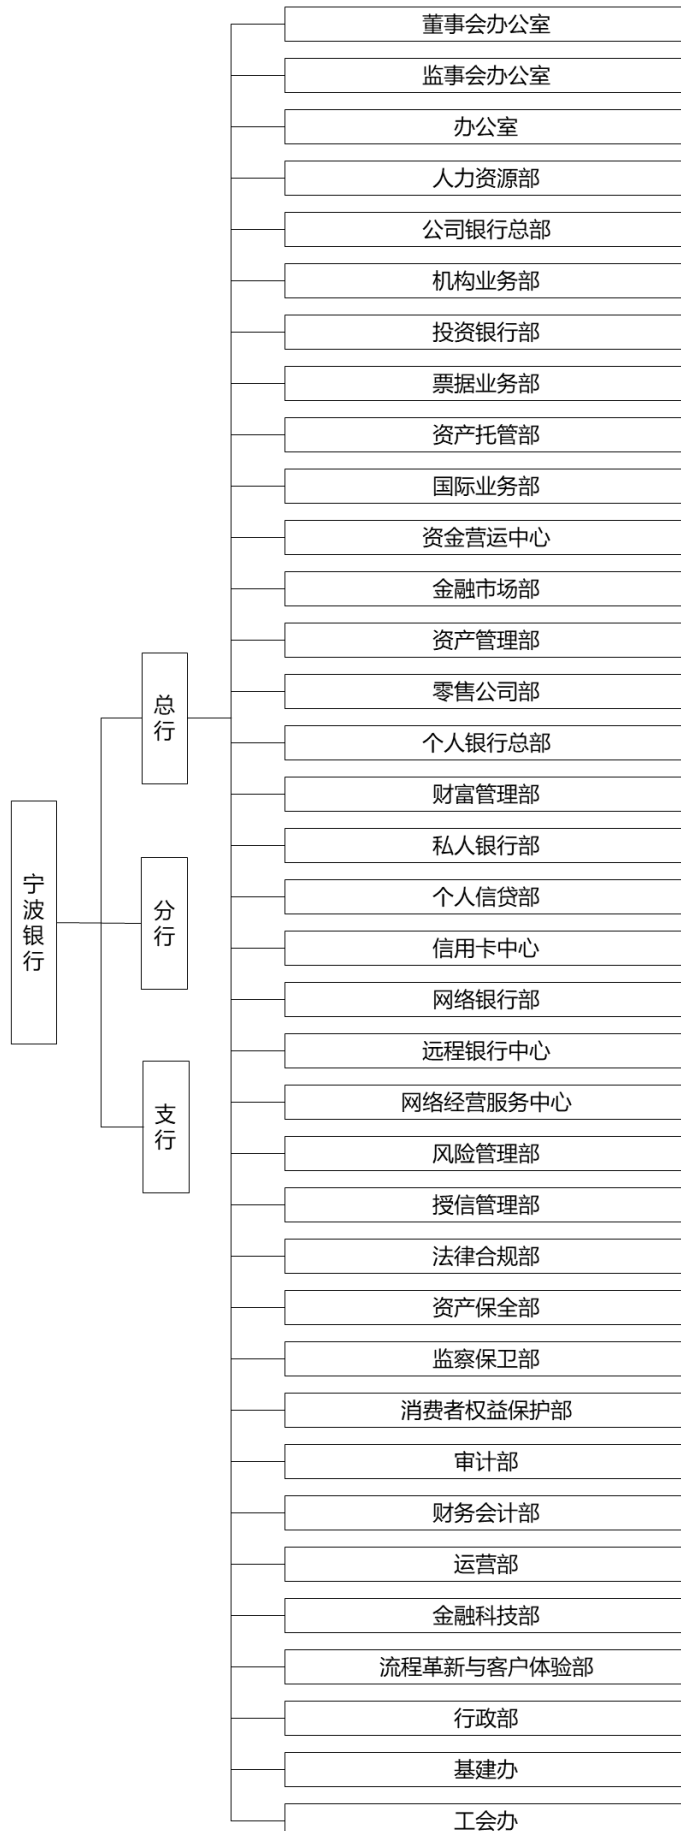 董事会办公室
监事会办公室
办公室
人力资源部
公司银行总部
机构业务部
投资银行部
票据业务部
资产托管部
国际业务部
资金营运中心
金融市场部
资产管理部
零售公司部
个人银行总部
财富管理部
私人银行部
个人信贷部
信用卡中心
网络银行部
远程银行中心
网络经营服务中心
风险管理部
授信管理部
法律合规部
资产保全部
监察保卫部
消费者权益保护部
审计部
财务会计部
运营部
金融科技部
流程革新与客户体验部
行政部
基建办
工会办
总行
分行
支行
宁波银行